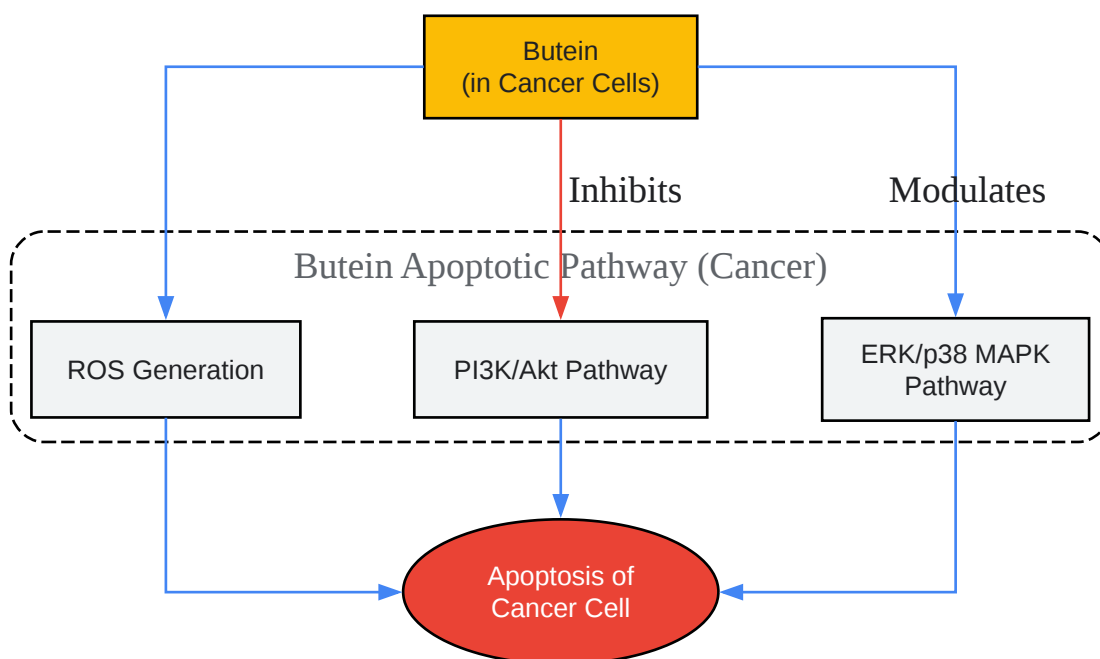 Butein
(in Cancer Cells)
Inhibits
Modulates
Butein Apoptotic Pathway (Cancer)
ROS Generation
PI3K/Akt Pathway
ERK/p38 MAPK
Pathway
Apoptosis of
Cancer Cell